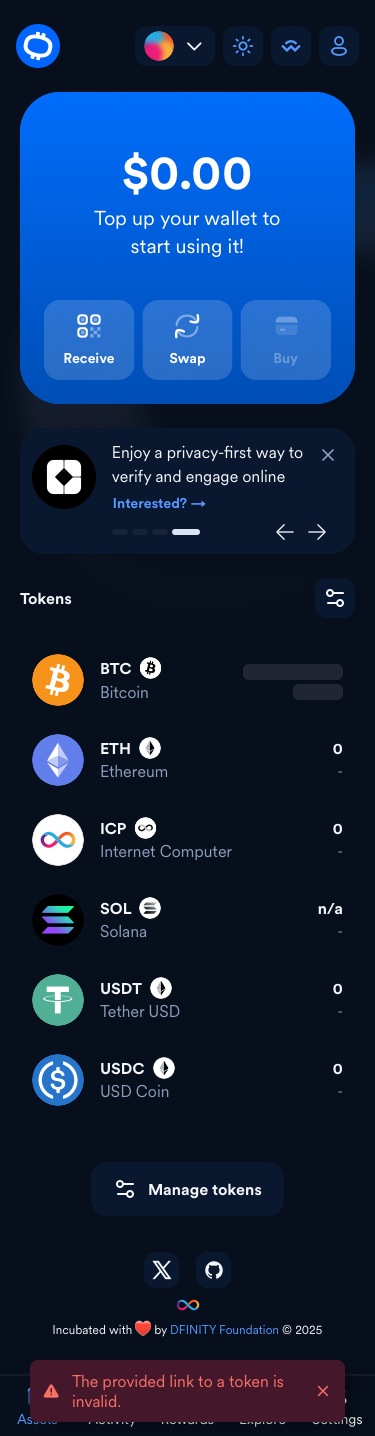 $0.00
Top up your wallet to
start using it!
Receive
Swap
Buy
Enjoy a privacy-first way to
verify and engage online
Interested? →
Tokens
BTC
Bitcoin
ETH
0
Ethereum
-
ICP
0
Internet Computer
-
SOL
n/a
Solana
-
USDT
0
Tether USD
-
USDC
0
USD Coin
-
Manage tokens
Incubated with ❤️ by DFINITY Foundation © 2025
The provided link to a token is
invalid.
Assets Activity Rewards Explore Settings